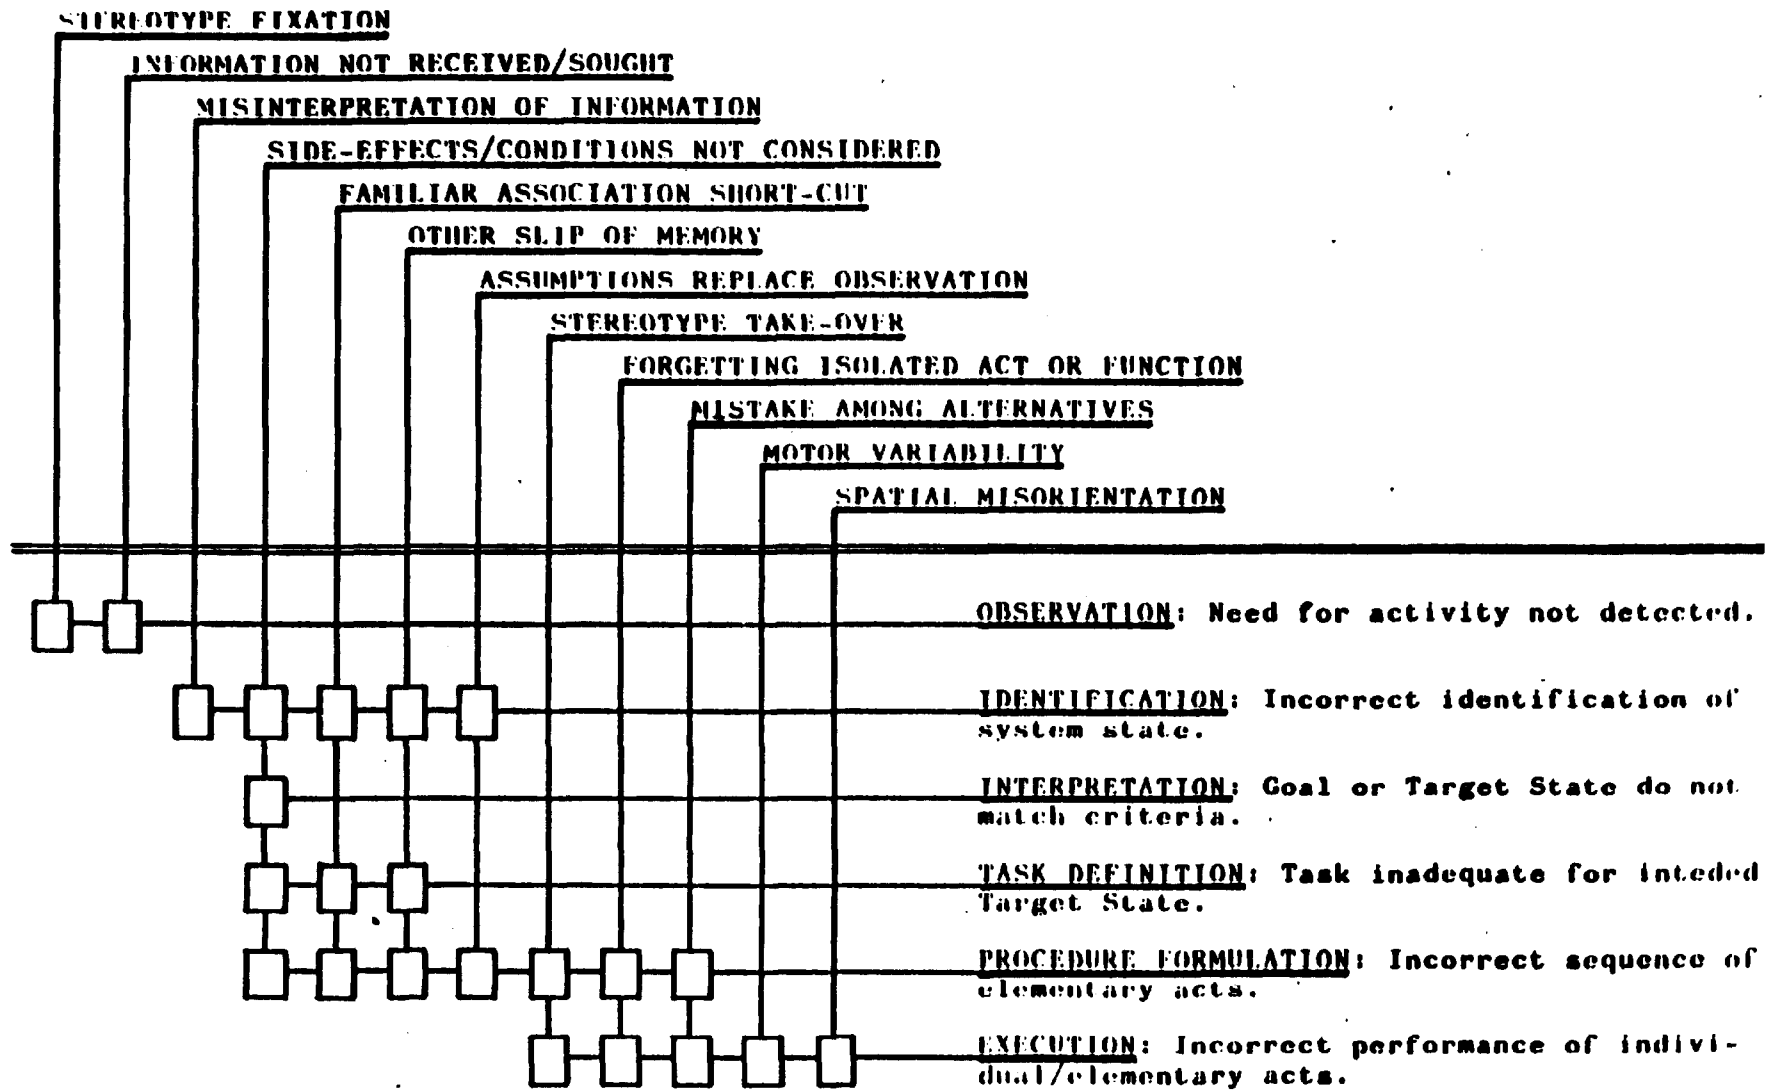 STEREOTYPE FIXATION
INFORMATION NOT RECEIVED/SOUGHT
MISINTERPRETATION OF INFORMATION
SIDE-EFFECTS/CONDITIONS NOT CONSIDERED
FAMILIAR ASSOCIATION SHORT-CUT
OTHER SLIP OF MEMORY
ASSUMPTIONS REPLACE OBSERVATION
STEREOTYPE TAKE-OVER
FORGETTING ISOLATED ACT OR FUNCTION
MISTAKE AMONG ALTERNATIVES
MOTOR VARIABILITY
SPATIAL MISORIENTATION
OBSERVATION: Need for activity not detected.
IDENTIFICATION: Incorrect identification of
system state.
INTERPRETATION: Goal or Target State do not
match criteria.
TASK DEFINITION: Task inadequate for inteded
Target State.
PROCEDURE FORMULATION: Incorrect sequence of
elementary acts.
EXECUTION: Incorrect performance of indivi-
dual/elementary acts.